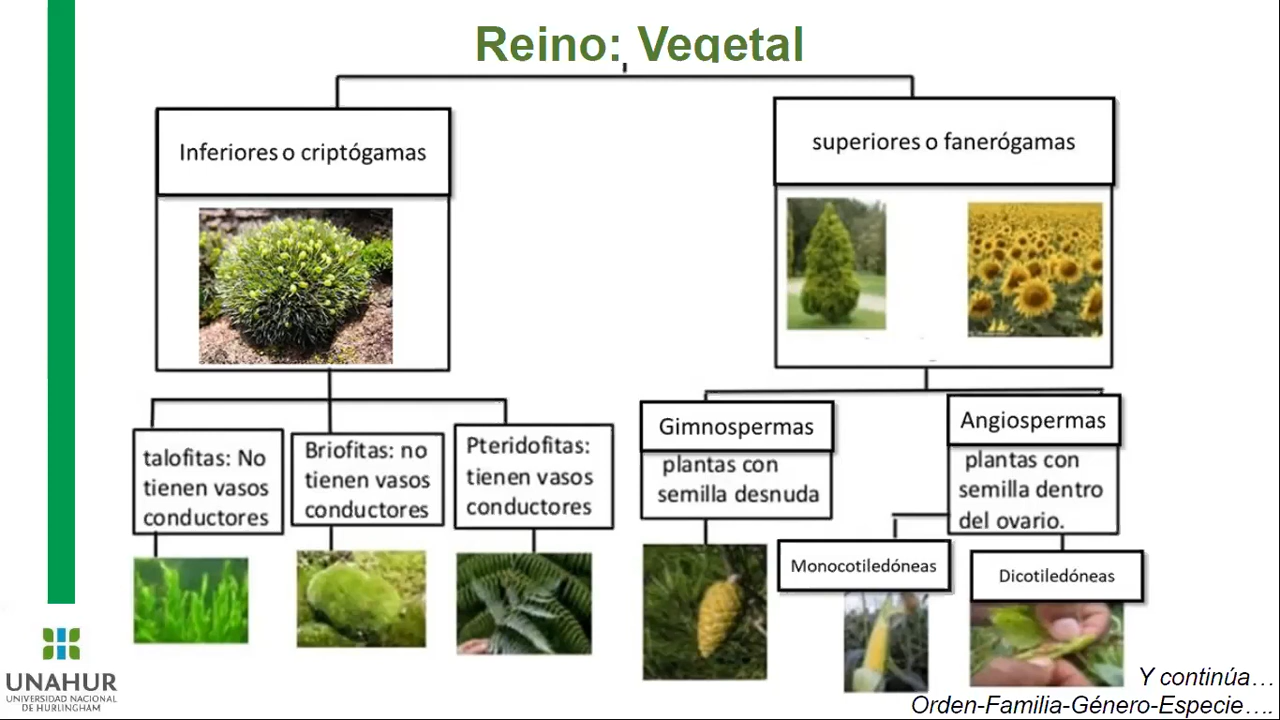 Reino: Vegetal
Inferiores o criptógamas
superiores o fanerógamas
talofitas: No
tienen vasos
conductores
Briofitas: no
tienen vasos
conductores
Pteridofitas:
tienen vasos
conductores
Gimnospermas
plantas con
semilla desnuda
Angiospermas
plantas con
semilla dentro
del ovario.
Monocotiledóneas
Dicotiledóneas
Y continúa…
Orden-Familia-Género-Especie….
UNAHUR
UNIVERSIDAD NACIONAL
DE HURLINGHAM